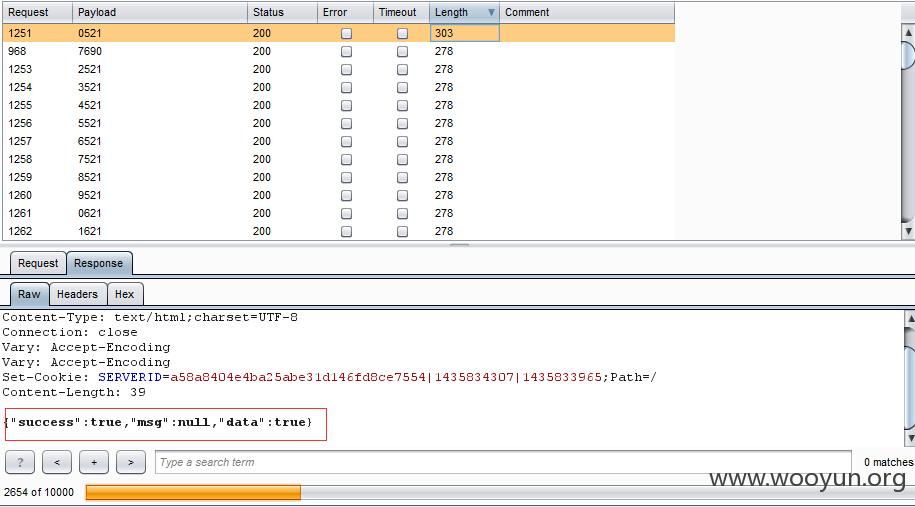 Request Payload Status Error Timeout Length Comment
1251 0521 200 303
968 7690 200 278
1253 2521 200 278
1254 3521 200 278
1255 4521 200 278
1256 5521 200 278
1257 6521 200 278
1258 7521 200 278
1259 8521 200 278
1260 9521 200 278
1261 0621 200 278
1262 1621 200 278
Request Response
Raw Headers Hex
Content-Type: text/html;charset=UTF-8
Connection: close
Vary: Accept-Encoding
Vary: Accept-Encoding
Set-Cookie: SERVERID=a58a8404e4ba25abe31d146fd8ce7554|1435834307|1435833965;Path=/
Content-Length: 39
{"success":true,"msg":null,"data":true}
? < + > Type a search term 0 matches
www.wooyun.org
2654 of 10000